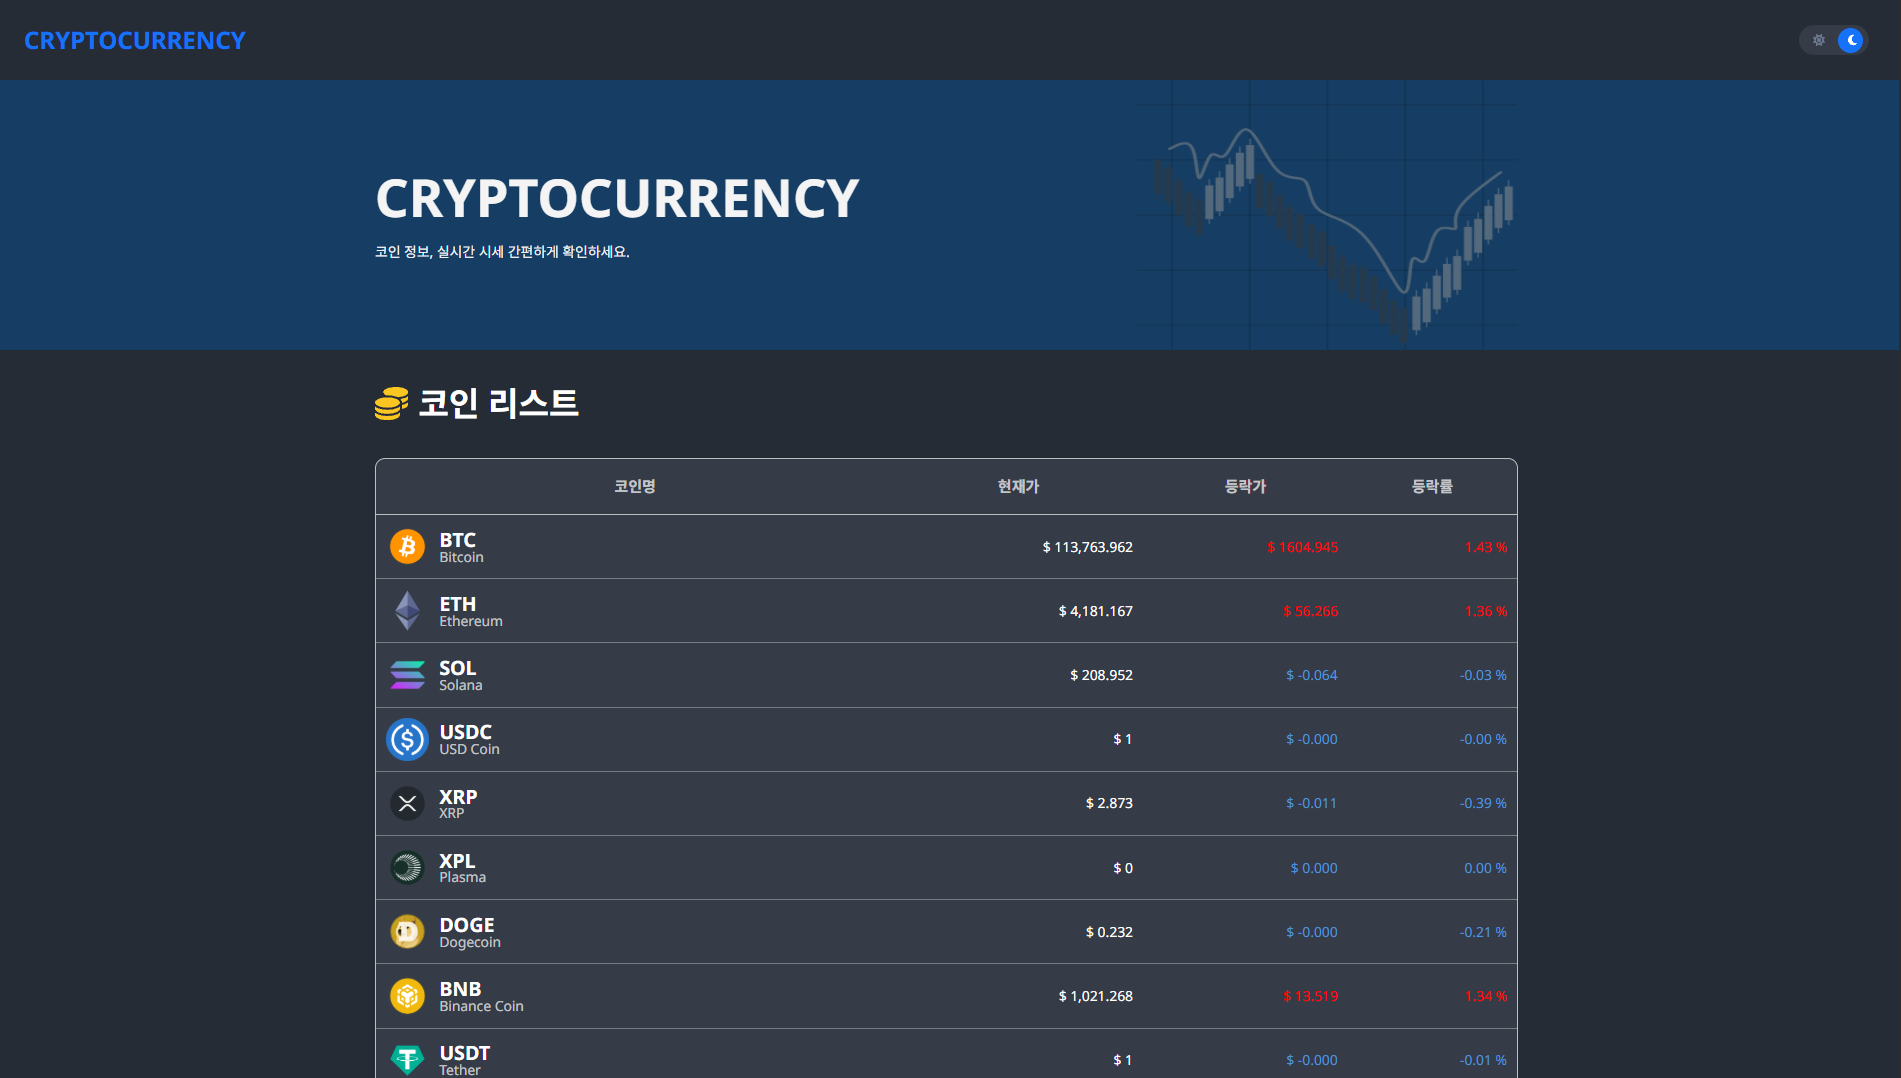 CRYPTOCURRENCY
CRYPTOCURRENCY
코인 정보, 실시간 시세 간편하게 확인하세요.
코인 리스트
코인명 현재가 등락가 등락률
BTC
Bitcoin
$ 113,763.962 $ 1604.945 1.43 %
ETH
Ethereum
$ 4,181.167 $ 56.266 1.36 %
SOL
Solana
$ 208.952 $ -0.064 -0.03 %
USDC
USD Coin
$ 1 $ -0.000 -0.00 %
XRP
XRP
$ 2.873 $ -0.011 -0.39 %
XPL
Plasma
$ 0 $ 0.000 0.00 %
DOGE
Dogecoin
$ 0.232 $ -0.000 -0.21 %
BNB
Binance Coin
$ 1,021.268 $ 13.519 1.34 %
USDT
Tether
$ 1 $ -0.000 -0.01 %